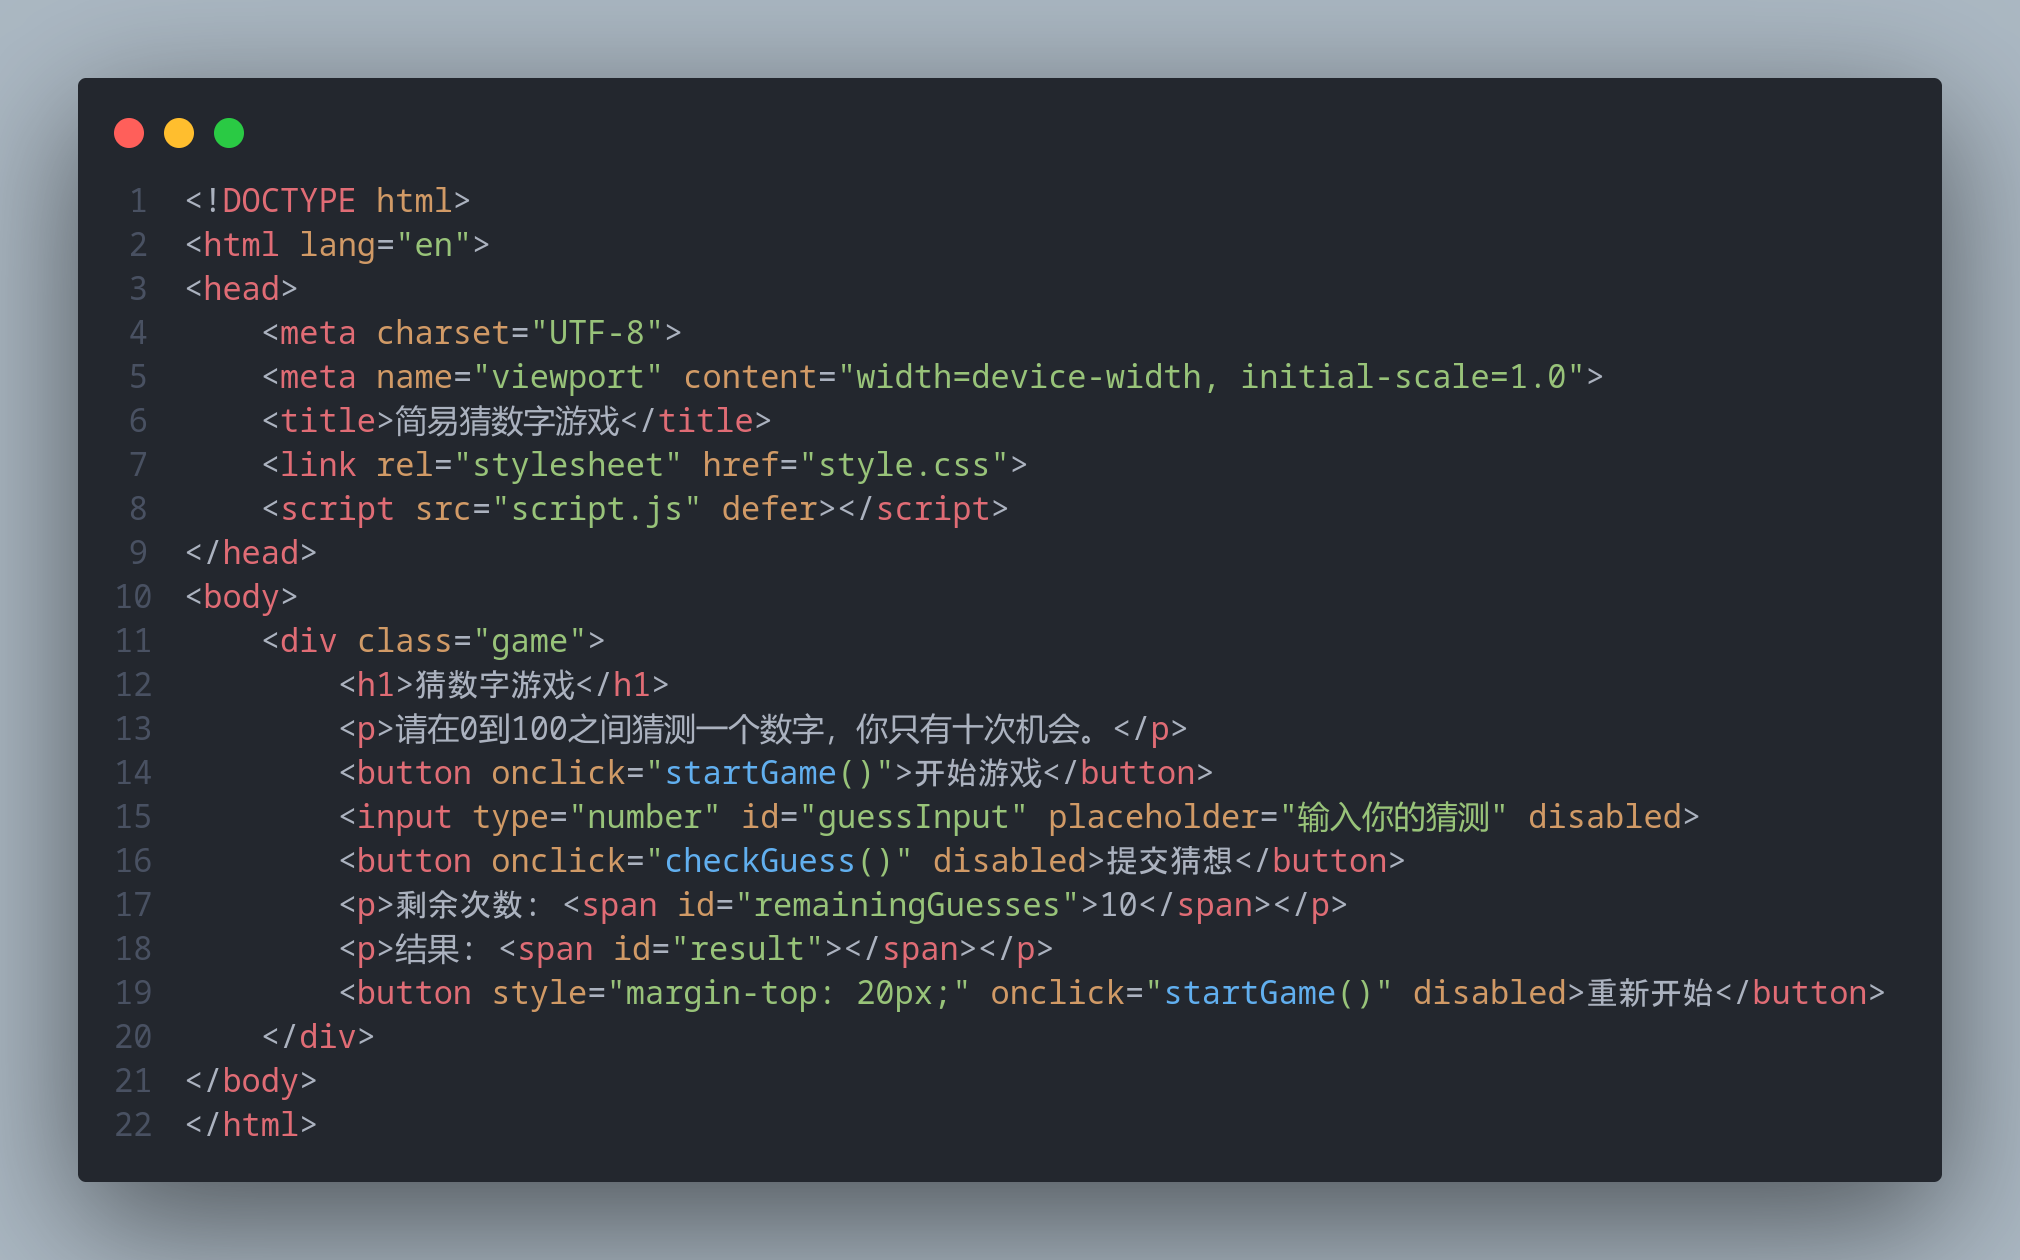 1 <!DOCTYPE html>
2 <html lang="en">
3 <head>
4     <meta charset="UTF-8">
5     <meta name="viewport" content="width=device-width, initial-scale=1.0">
6     <title>简易猜数字游戏</title>
7     <link rel="stylesheet" href="style.css">
8     <script src="script.js" defer></script>
9 </head>
10 <body>
11     <div class="game">
12         <h1>猜数字游戏</h1>
13         <p>请在0到100之间猜测一个数字，你只有十次机会。</p>
14         <button onclick="startGame()">开始游戏</button>
15         <input type="number" id="guessInput" placeholder="输入你的猜测" disabled>
16         <button onclick="checkGuess()" disabled>提交猜想</button>
17         <p>剩余次数：<span id="remainingGuesses">10</span></p>
18         <p>结果：<span id="result"></span></p>
19         <button style="margin-top: 20px;" onclick="startGame()" disabled>重新开始</button>
20     </div>
21 </body>
22 </html>